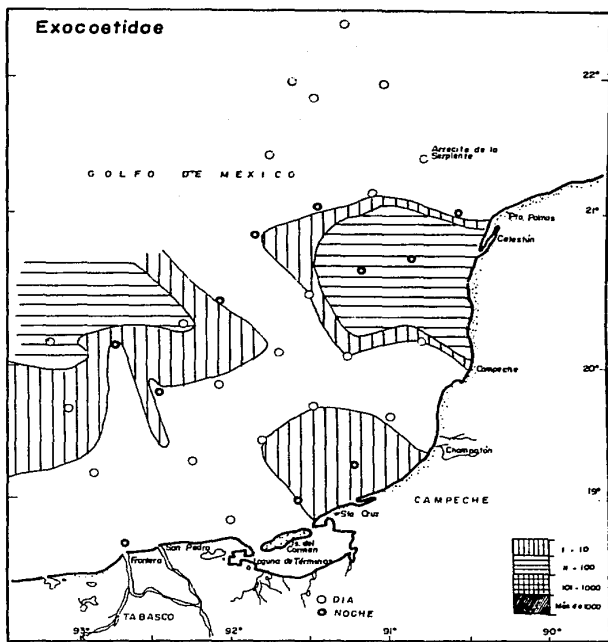 Exocoetidae
22°
Arrecife de la
Serpiente
GOLFO DE MEXICO
21°
Pto. Palmas
Celestún
20°
Campeche
Champotón
19°
CAMPECHE
Sta Cruz
Is. del
Carmen
San Pedro
Laguna de Términos
Frontera
TABASCO
DIA
NOCHE
1 - 10
11 - 100
101 - 1000
Más de 1000
93°
92°
91°
90°